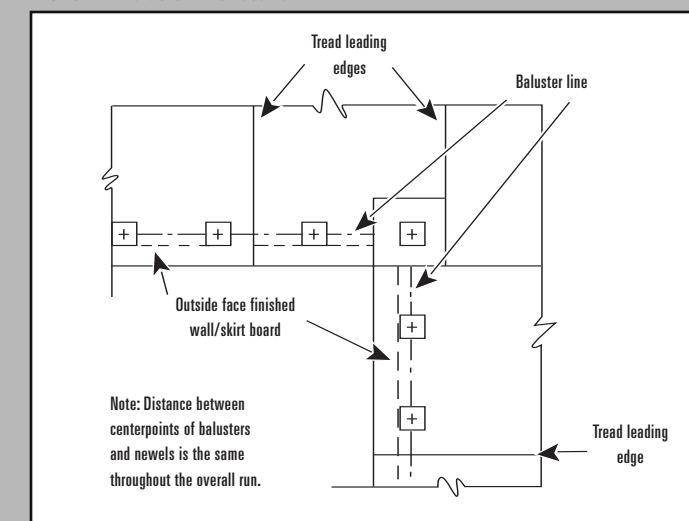 Tread leading
edges
Baluster line
Outside face finished
wall/skirt board
Note: Distance between
centerpoints of balusters
and newels is the same
throughout the overall run.
Tread leading
edge